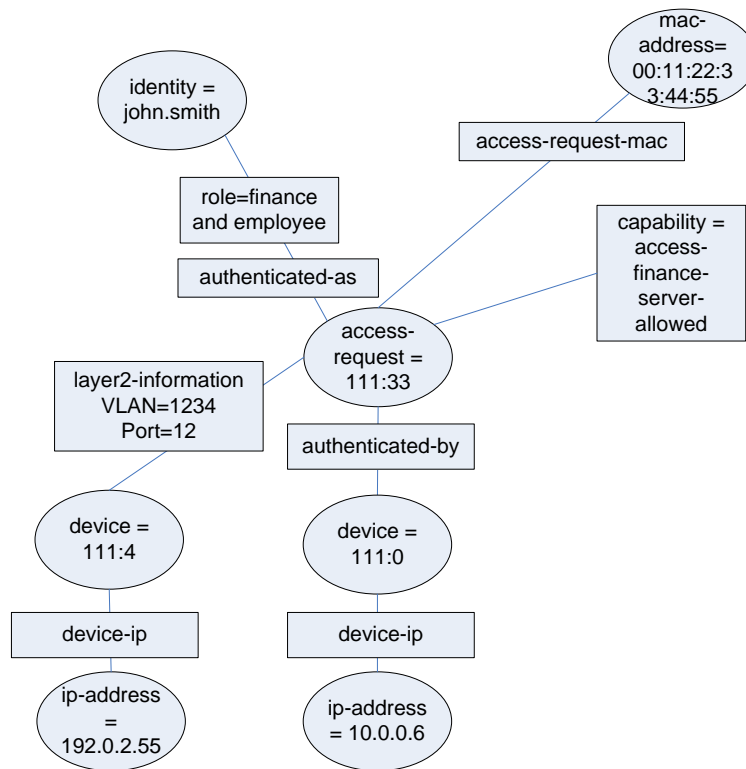 mac-
address=
00:11:22:3
3:44:55
identity =
john.smith
access-request-mac
role=finance
and employee
capability =
access-
finance-
server-
allowed
authenticated-as
access-
request =
111:33
layer2-information
VLAN=1234
Port=12
authenticated-by
device =
111:4
device =
111:0
device-ip
device-ip
ip-address
=
192.0.2.55
ip-address
= 10.0.0.6